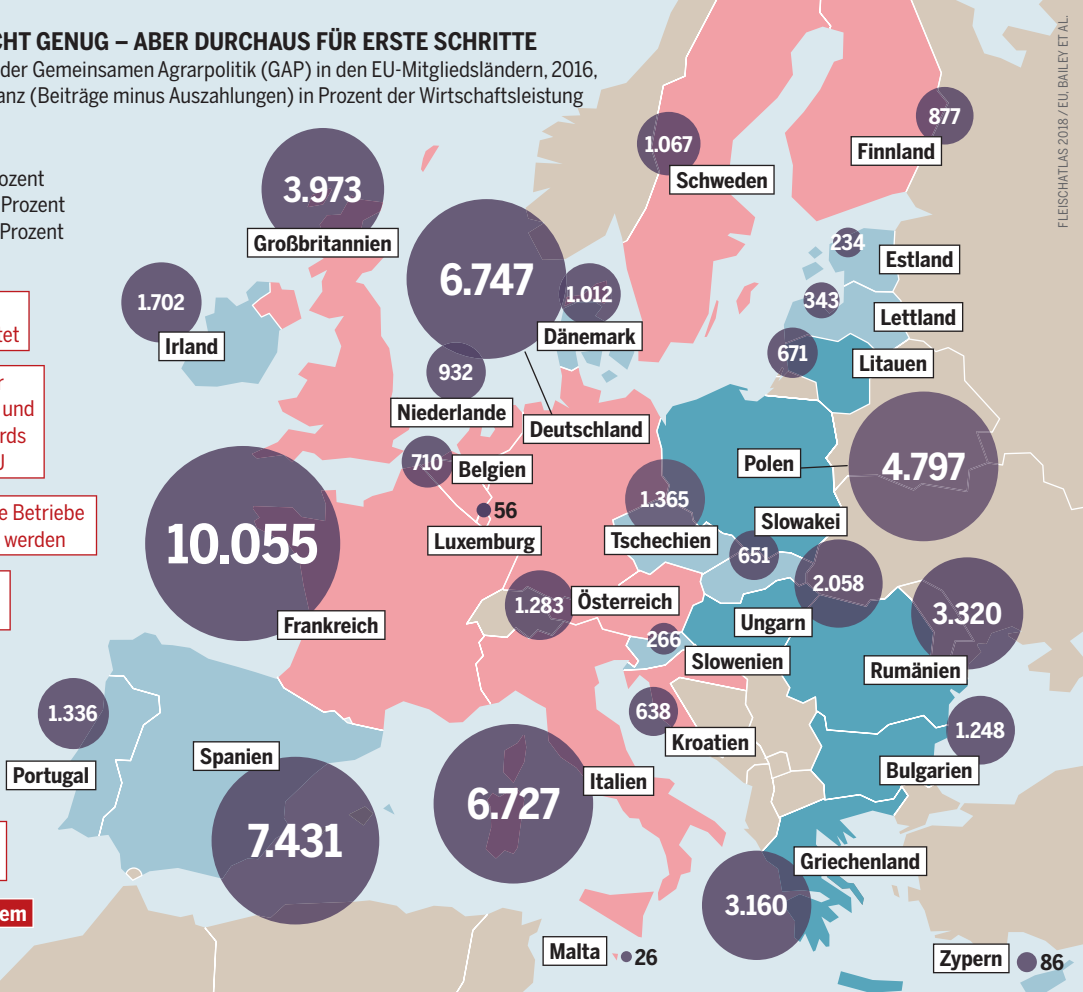 CHT GENUG – ABER DURCHAUS FÜR ERSTE SCHRITTE
der Gemeinsamen Agrarpolitik (GAP) in den EU-Mitgliedsländern, 2016,
anz (Beiträge minus Auszahlungen) in Prozent der Wirtschaftsleistung
ozent
Prozent
Prozent
tet
r
und
rds
U
e Betriebe
werden
em
FLEISCHATLAS 2018 / EU, BAILEY ET AL.
877
Finnland
1.067
Schweden
3.973
Großbritannien
234
Estland
6.747
1.012
Dänemark
1.702
Irland
343
Lettland
671
Litauen
932
Niederlande
Deutschland
710
Belgien
Polen
4.797
10.055
Frankreich
56
Luxemburg
1.365
Tschechien
Slowakei
651
2.058
Ungarn
1.283
Österreich
3.320
Rumänien
266
Slowenien
1.336
Portugal
638
Kroatien
1.248
Bulgarien
Spanien
7.431
6.727
Italien
Griechenland
3.160
Malta
26
Zypern
86